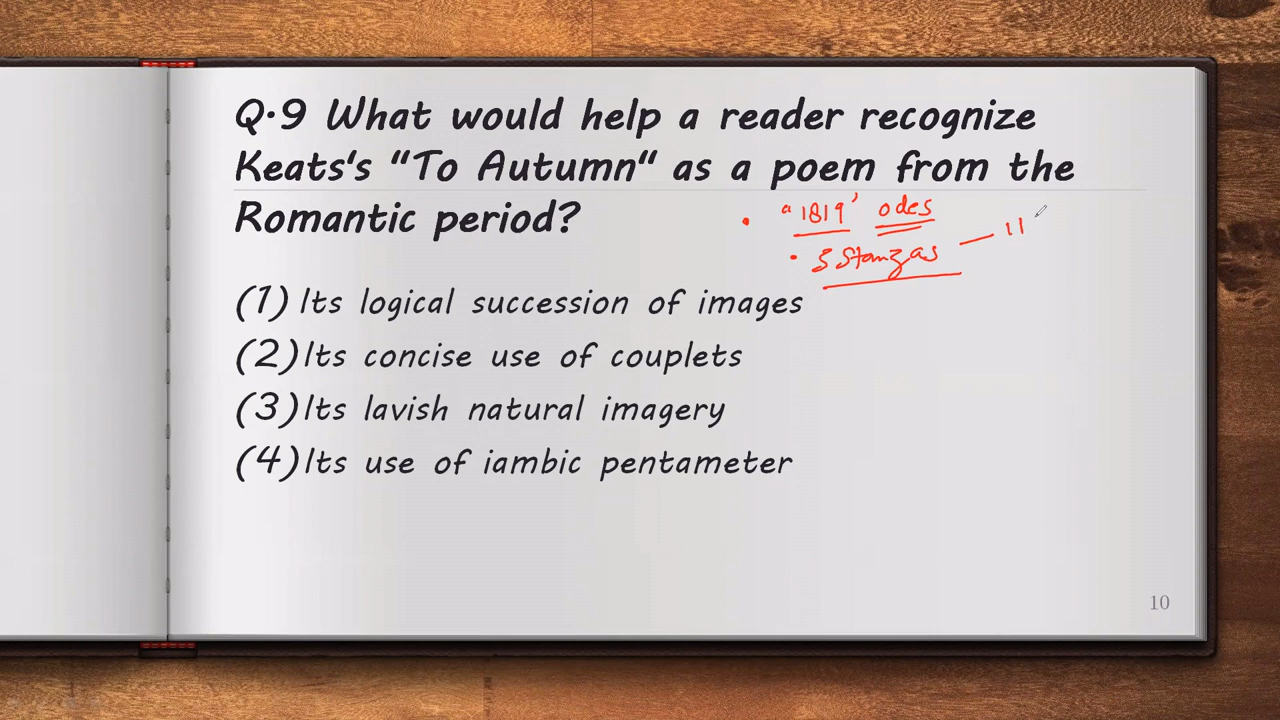 Q.9 What would help a reader recognize
Keats's "To Autumn" as a poem from the
Romantic period?
• "1819' odes
• 3 Stanzas — 11
(1) Its logical succession of images
(2) Its concise use of couplets
(3) Its lavish natural imagery
(4) Its use of iambic pentameter
10